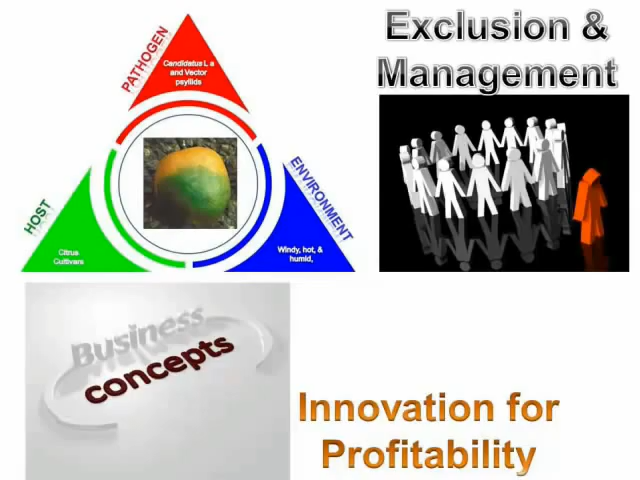 PATHOGEN
Candidatus L a
and Vector
psyllids
HOST
Citrus
Cultivars
ENVIRONMENT
Windy, hot, &
humid,
Exclusion &
Management
Business
concepts
Innovation for
Profitability